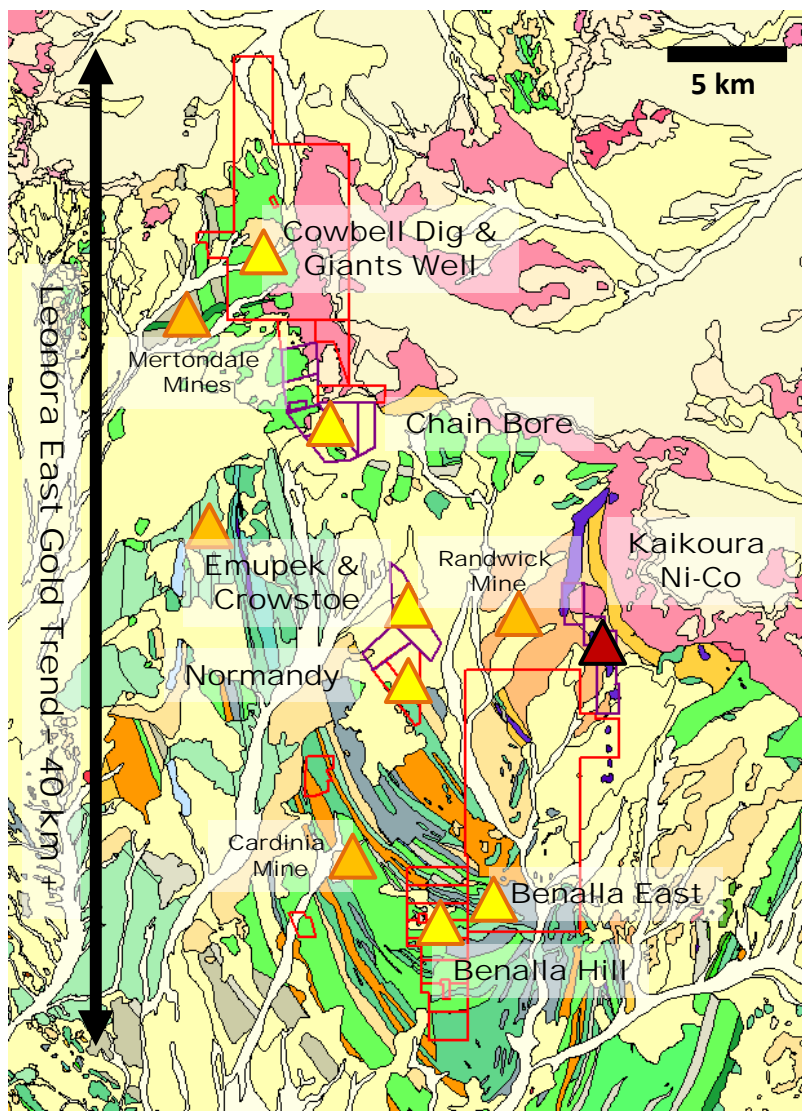 5 km
Cowbell Dig &
Giants Well
Mertondale
Mines
Chain Bore
Leonora East Gold Trend – 40 km +
Emupek &
Crowstoe
Randwick
Mine
Kaikoura
Ni-Co
Normandy
Cardinia
Mine
Benalla East
Benalla Hill